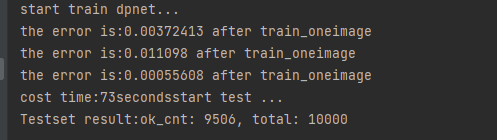 start train dpnet...
the error is:0.00372413 after train_oneimage
the error is:0.011098 after train_oneimage
the error is:0.00055608 after train_oneimage
cost time:73secondsstart test ...
Testset result:ok_cnt: 9506, total: 10000